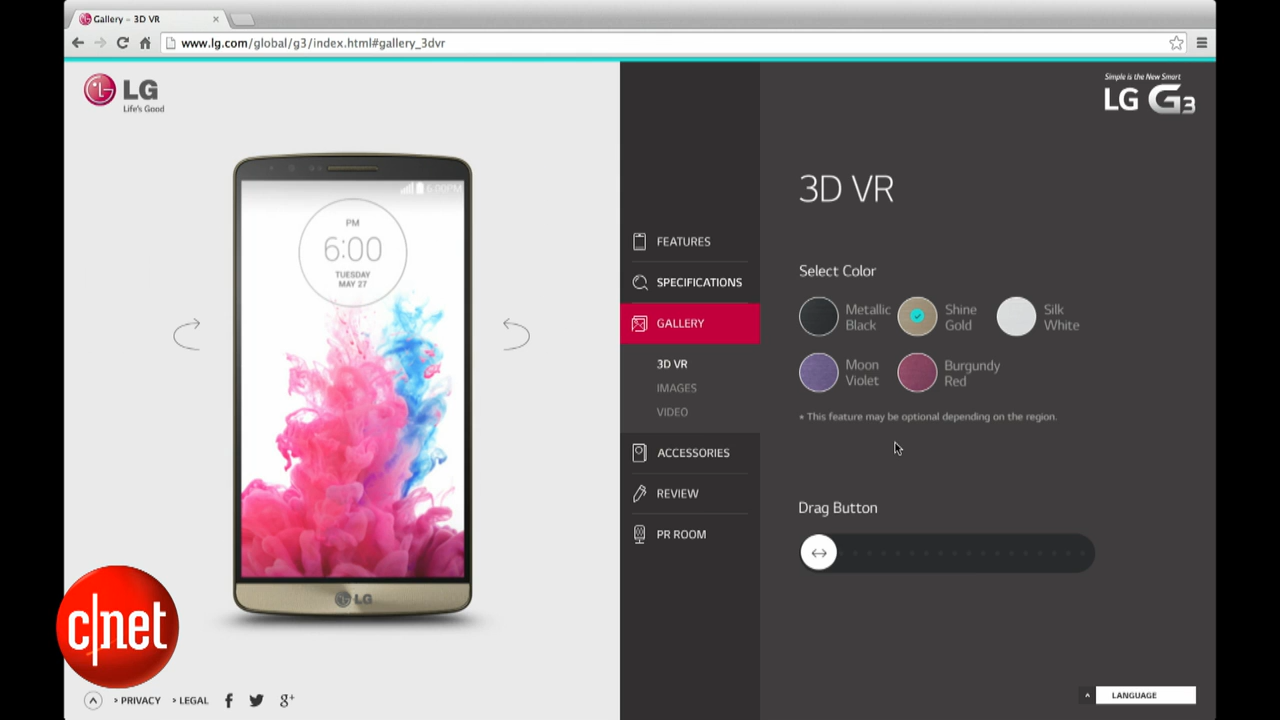 Gallery – 3D VR
www.lg.com/global/g3/index.html#gallery_3dvr
LG
Life's Good
Simple is the New Smart
LG G3
6:00PM
PM
6:00
TUESDAY
MAY 27
LG
FEATURES
SPECIFICATIONS
GALLERY
3D VR
IMAGES
VIDEO
ACCESSORIES
REVIEW
PR ROOM
3D VR
Select Color
Metallic
Black
Shine
Gold
Silk
White
Moon
Violet
Burgundy
Red
* This feature may be optional depending on the region.
Drag Button
c|net
> PRIVACY
> LEGAL
f
g+
LANGUAGE